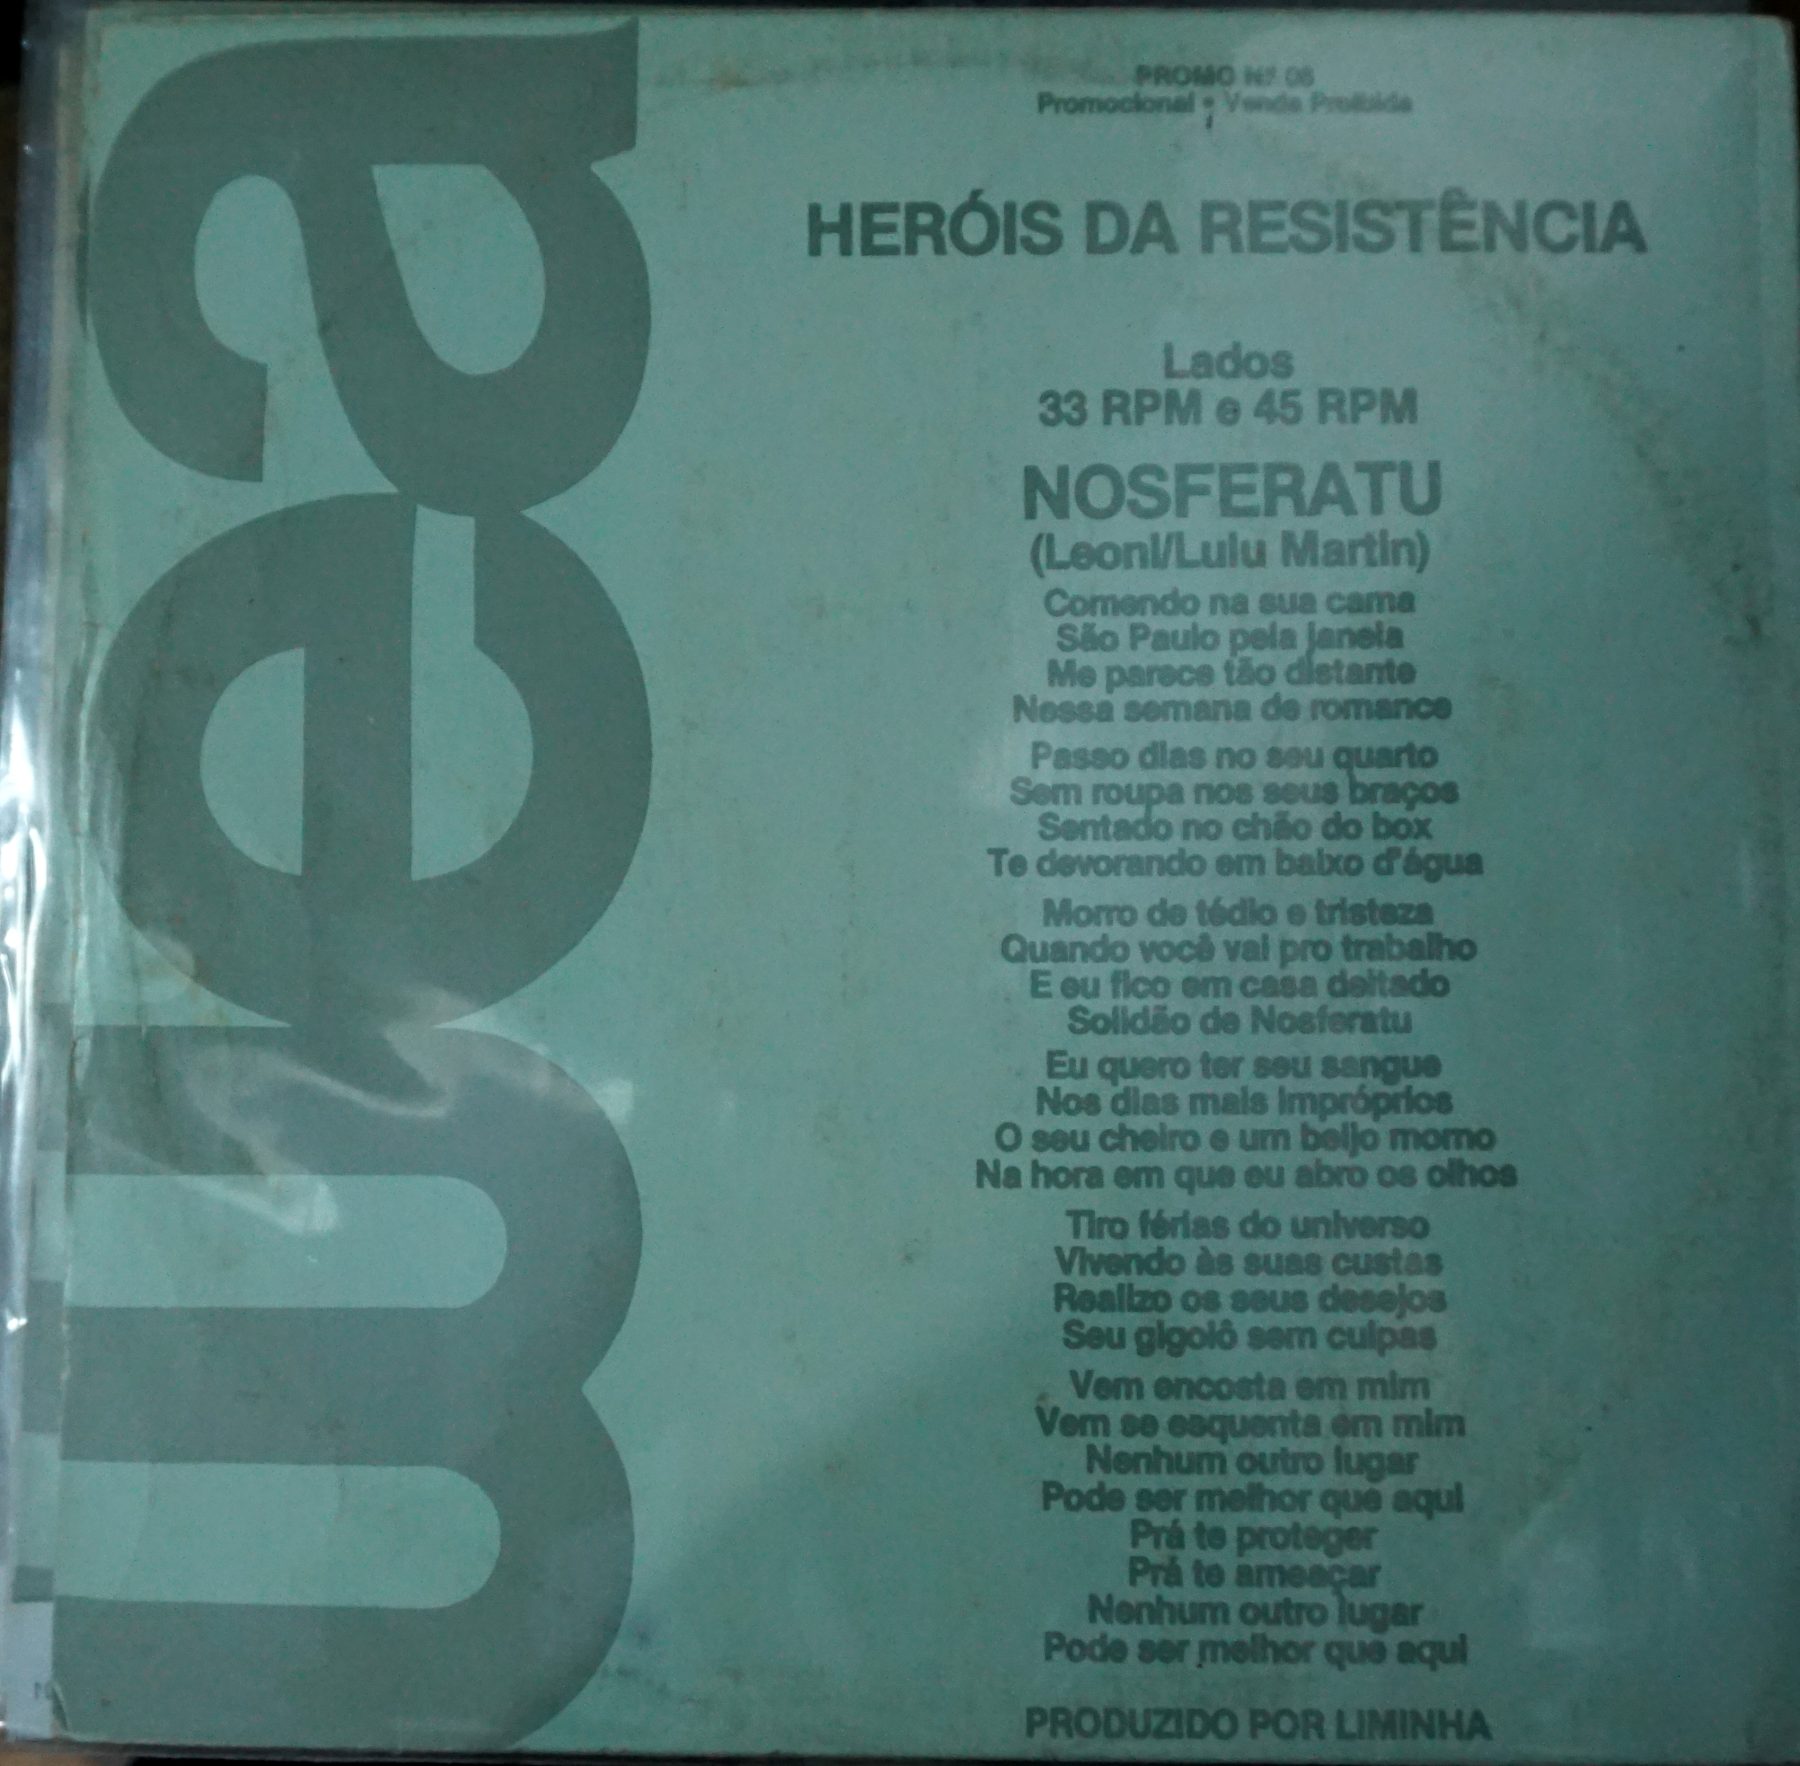 wea
PROMO Nº 06
Promocional • Venda Proibida
HERÓIS DA RESISTÊNCIA
Lados
33 RPM e 45 RPM
NOSFERATU
(Leoni/Lulu Martin)
Comendo na sua cama
São Paulo pela janela
Me parece tão distante
Nessa semana de romance
Passo dias no seu quarto
Sem roupa nos seus braços
Sentado no chão do box
Te devorando em baixo d'água
Morro de tédio e tristeza
Quando você vai pro trabalho
E eu fico em casa deitado
Solidão de Nosferatu
Eu quero ter seu sangue
Nos dias mais impróprios
O seu cheiro e um beijo morno
Na hora em que eu abro os olhos
Tiro férias do universo
Vivendo às suas custas
Realizo os seus desejos
Seu gigolô sem culpas
Vem encosta em mim
Vem se esquenta em mim
Nenhum outro lugar
Pode ser melhor que aqui
Prá te proteger
Prá te ameaçar
Nenhum outro lugar
Pode ser melhor que aqui
PRODUZIDO POR LIMINHA